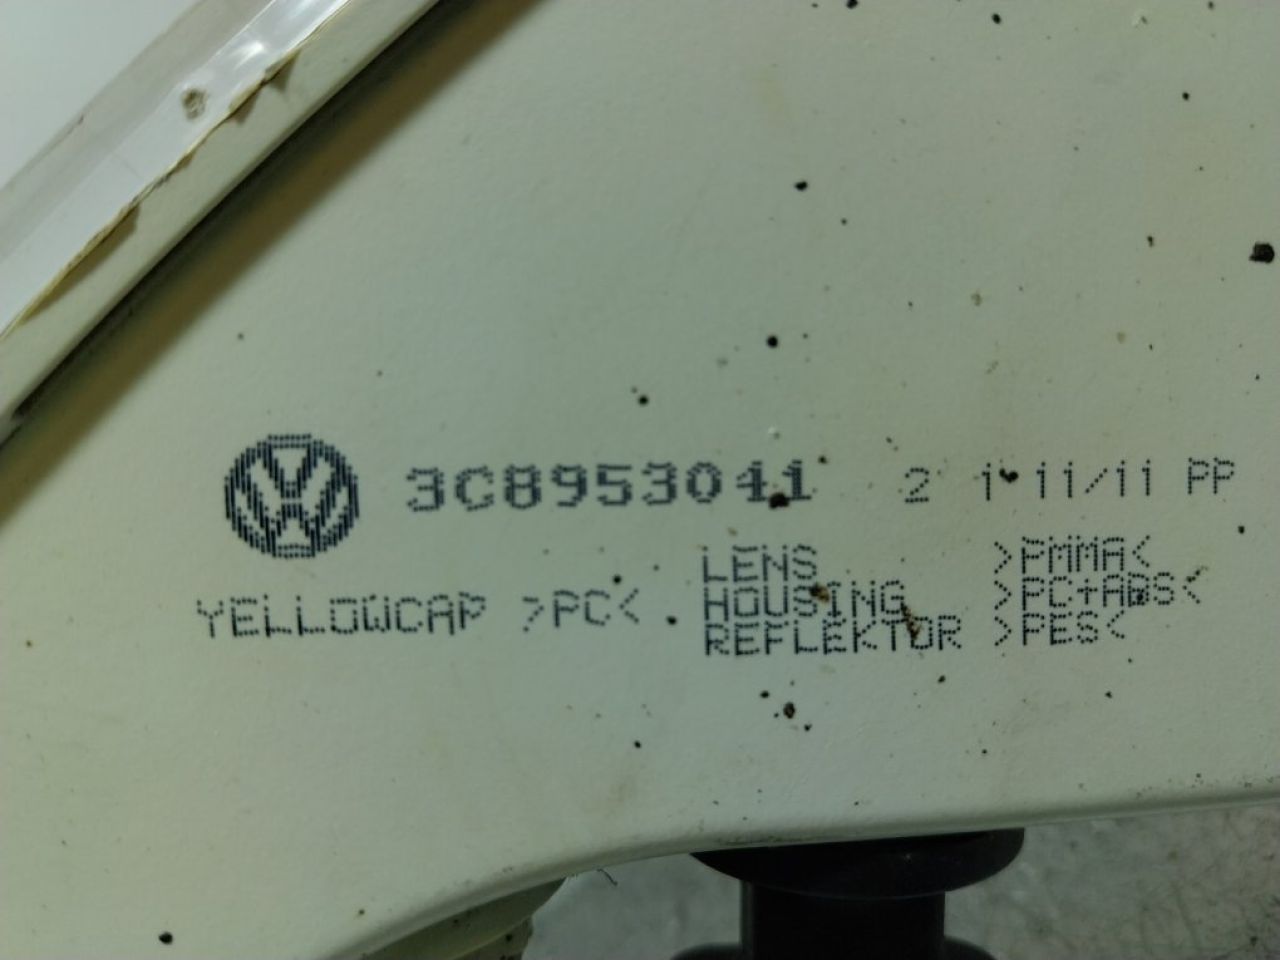 3C8953041 2 1 11/11 PP
LENS >PMMA<
YELLOWCAP >PC< HOUSING >PC+ABS<
REFLEKTOR >PES<